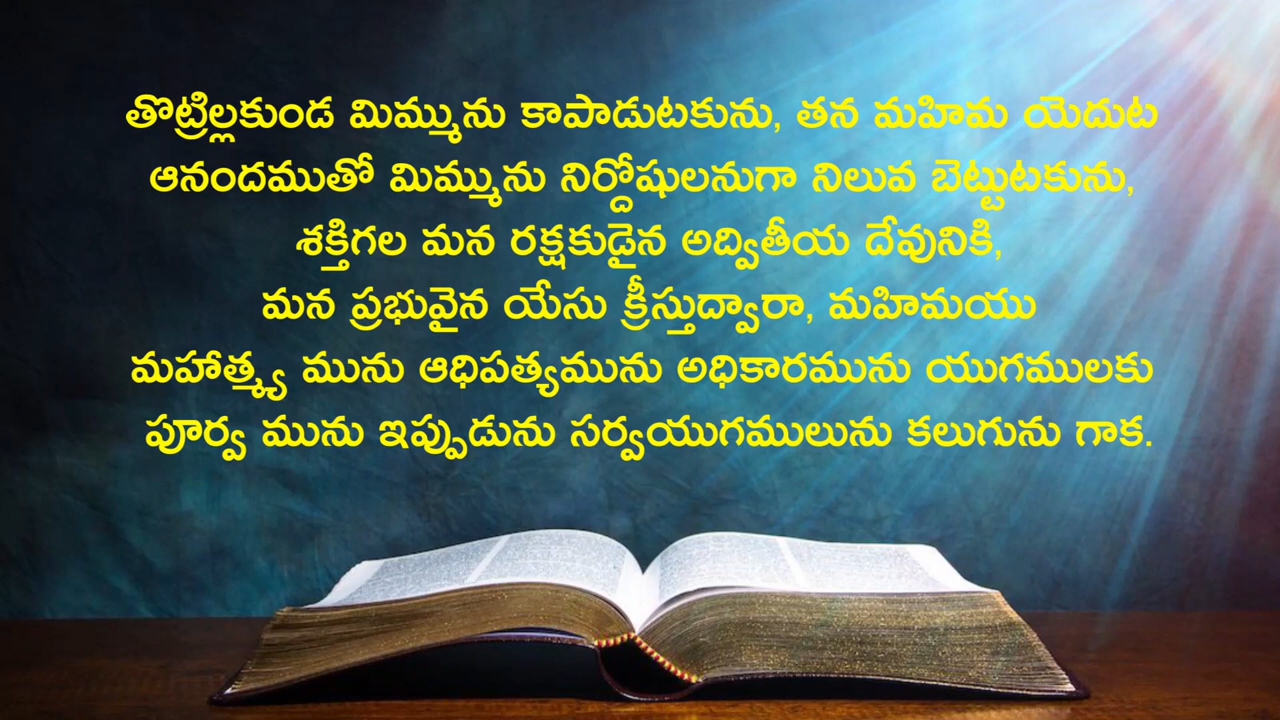 తొట్రిల్లకుండ మిమ్మును కాపాడుటకును, తన మహిమ యెదుట
ఆనందముతో మిమ్మును నిర్దోషులనుగా నిలువ బెట్టుటకును,
శక్తిగల మన రక్షకుడైన అద్వితీయ దేవునికి,
మన ప్రభువైన యేసు క్రీస్తుద్వారా, మహిమయు
మహాత్మ్య మును ఆధిపత్యమును అధికారమును యుగములకు
పూర్వ మును ఇప్పుడును సర్వయుగములును కలుగును గాక.